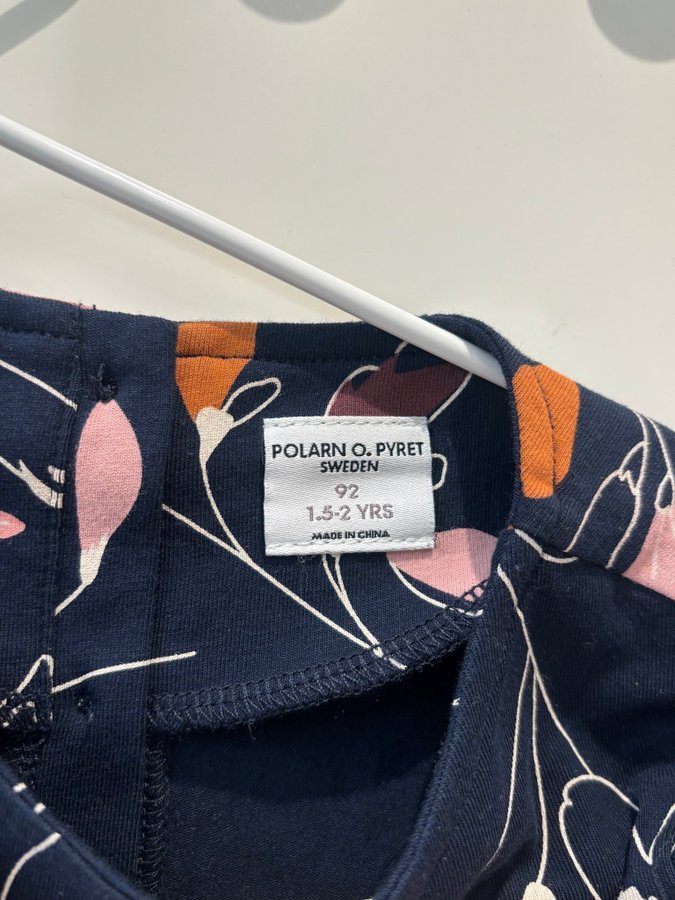 POLARN O. PYRET
SWEDEN
92
1.5-2 YRS
MADE IN CHINA